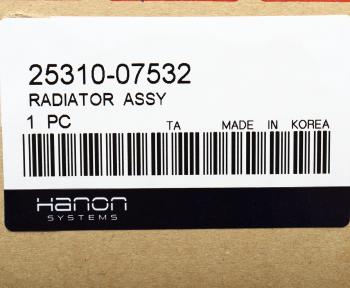 25310-07532
RADIATOR ASSY
1 PC TA MADE IN KOREA
Hanon
SYSTEMS